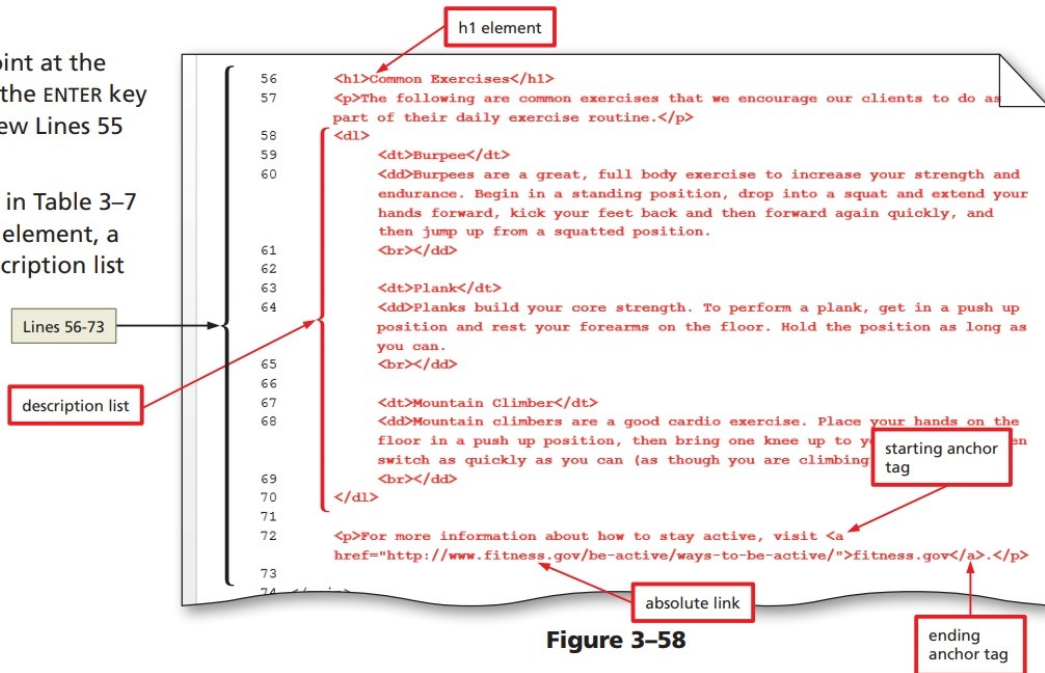 h1 element
oint at the
the ENTER key
ew Lines 55
in Table 3–7
element, a
cription list
56 <h1>Common Exercises</h1>
57 <p>The following are common exercises that we encourage our clients to do as
part of their daily exercise routine.</p>
58 <dl>
59 <dt>Burpee</dt>
60 <dd>Burpees are a great, full body exercise to increase your strength and
endurance. Begin in a standing position, drop into a squat and extend your
hands forward, kick your feet back and then forward again quickly, and
then jump up from a squatted position.
61 <br></dd>
62
63 <dt>Plank</dt>
64 <dd>Planks build your core strength. To perform a plank, get in a push up
position and rest your forearms on the floor. Hold the position as long as
you can.
65 <br></dd>
66
67 <dt>Mountain Climber</dt>
68 <dd>Mountain climbers are a good cardio exercise. Place your hands on the
floor in a push up position, then bring one knee up to
switch as quickly as you can (as though you are climbing
69 <br></dd>
70 </dl>
71
72 <p>For more information about how to stay active, visit <a
href="http://www.fitness.gov/be-active/ways-to-be-active/">fitness.gov</a>.</p>
73
Lines 56-73
description list
starting anchor
tag
absolute link
ending
anchor tag
Figure 3–58